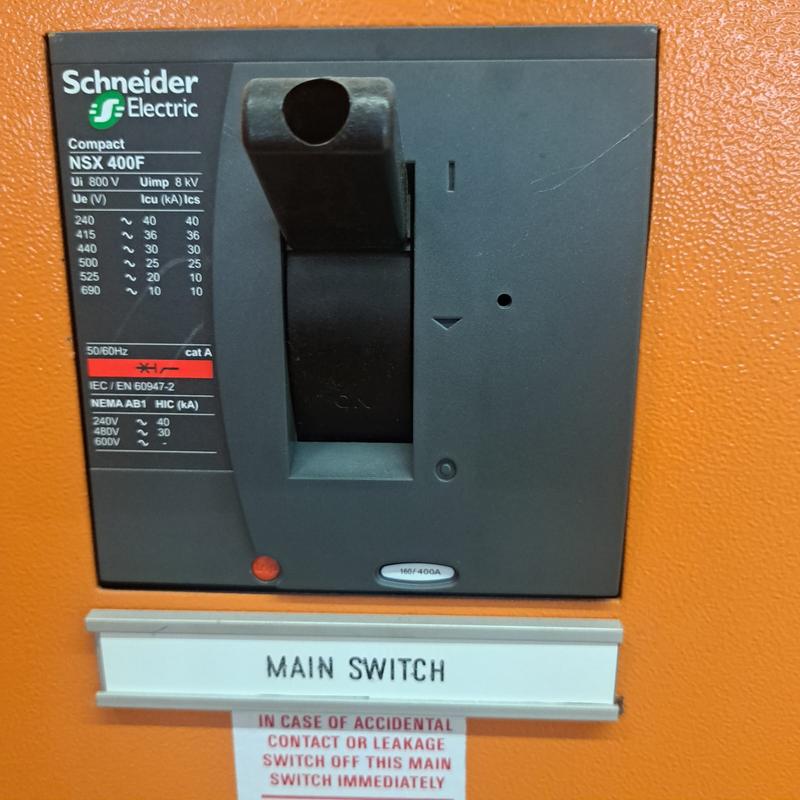 Schneider
Electric
Compact
NSX 400F
Ui 800 V Uimp 8 kV
Ue (V) Icu (kA) Ics
240 ~ 40 40
415 ~ 36 36
440 ~ 30 30
500 ~ 25 25
525 ~ 20 10
690 ~ 10 10
50/60Hz cat A
IEC / EN 60947-2
NEMA AB1 HIC (kA)
240V ~ 40
480V ~ 30
600V ~ -
I
O
160/400A
MAIN SWITCH
IN CASE OF ACCIDENTAL
CONTACT OR LEAKAGE
SWITCH OFF THIS MAIN
SWITCH IMMEDIATELY